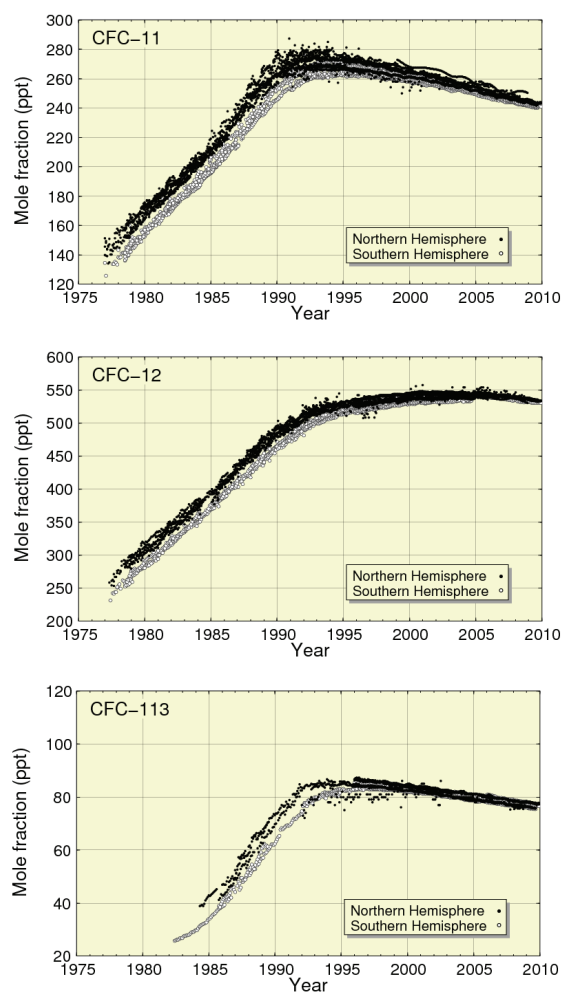 CFC-11
Mole fraction (ppt)
300
280
260
240
220
200
180
160
140
120
Northern Hemisphere
Southern Hemisphere
1975 1980 1985 1990 1995 2000 2005 2010
Year
CFC-12
Mole fraction (ppt)
600
550
500
450
400
350
300
250
200
Northern Hemisphere
Southern Hemisphere
1975 1980 1985 1990 1995 2000 2005 2010
Year
CFC-113
Mole fraction (ppt)
120
100
80
60
40
20
Northern Hemisphere
Southern Hemisphere
1975 1980 1985 1990 1995 2000 2005 2010
Year